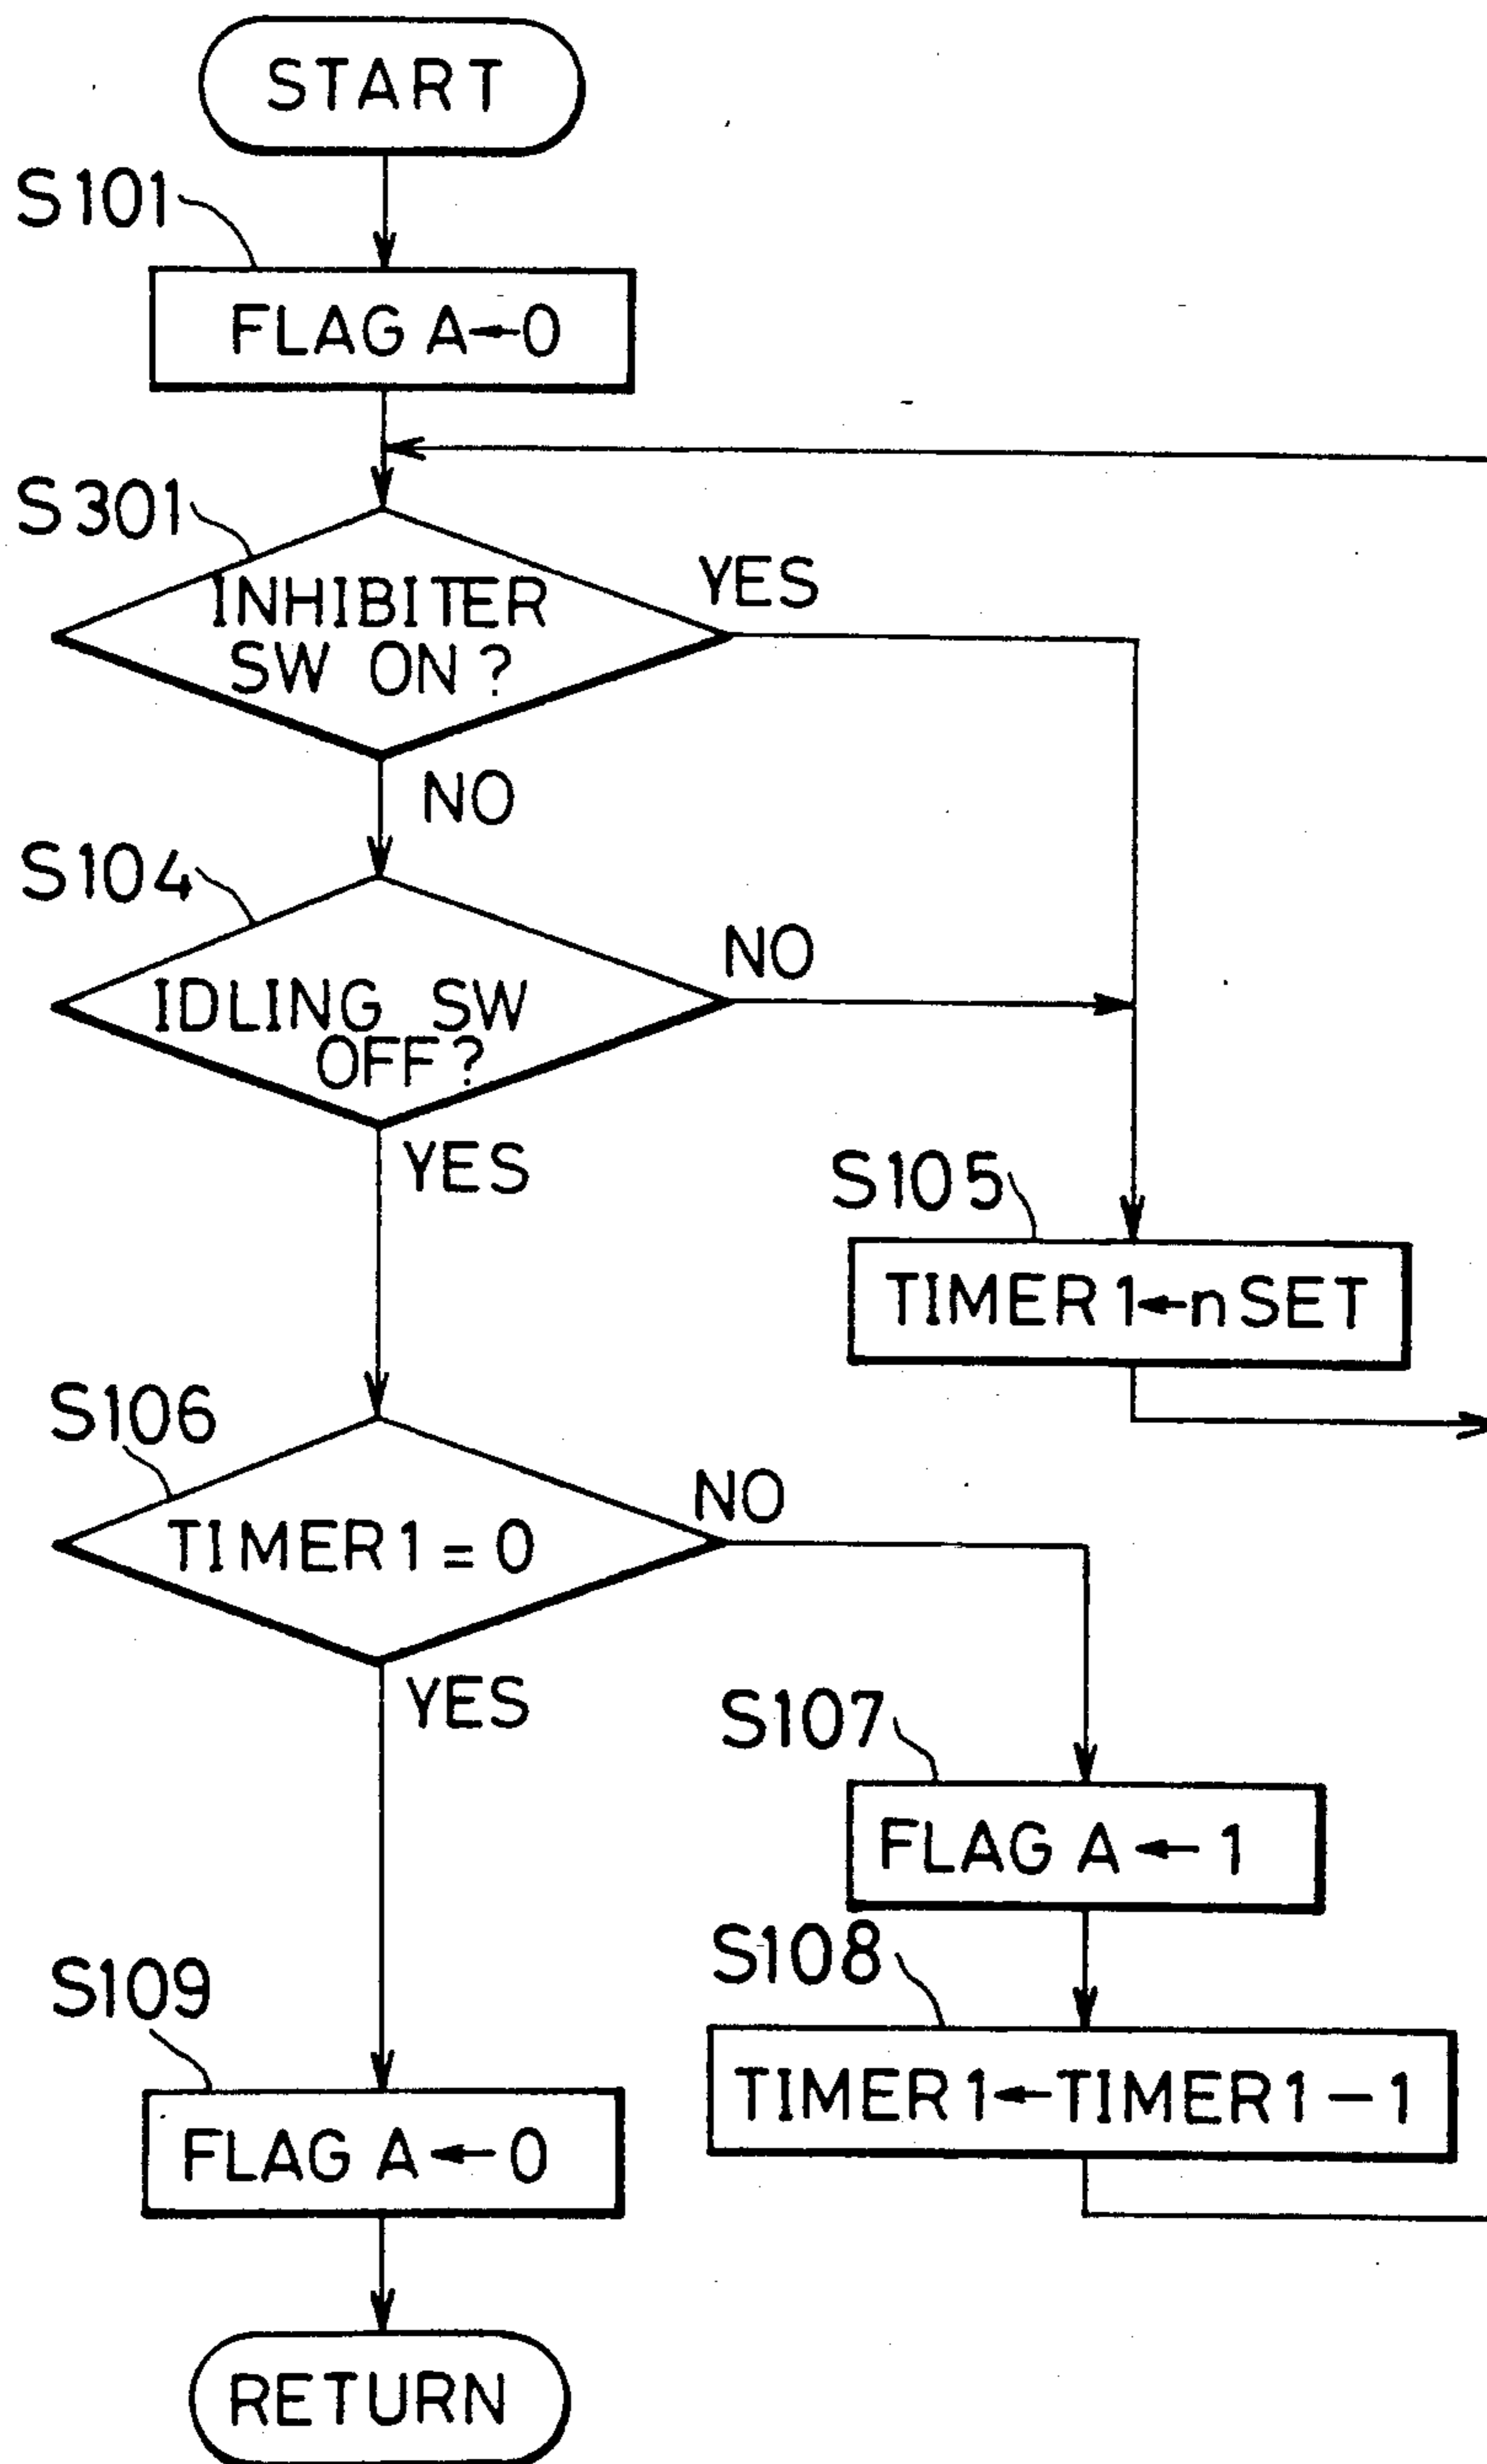 START
S101
FLAG A←0
S301
INHIBITER
SW ON?
YES
NO
S104
IDLING SW
OFF?
NO
YES
S105
TIMER 1←n SET
S106
TIMER 1 = 0
NO
YES
S107
FLAG A ← 1
S108
TIMER 1←TIMER 1 - 1
S109
FLAG A ← 0
RETURN